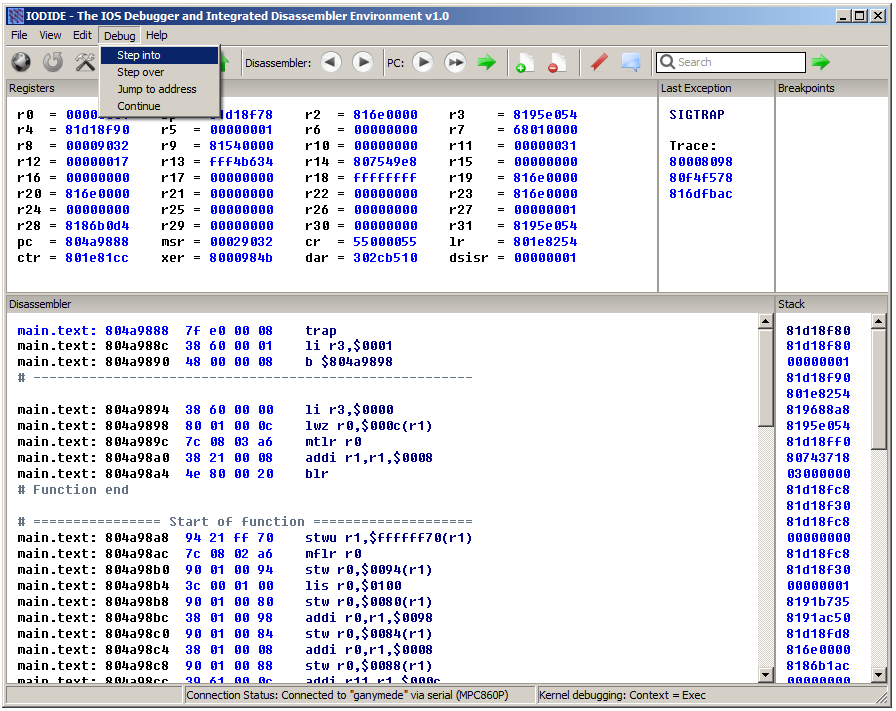 IODIDE - The IOS Debugger and Integrated Disassembler Environment v1.0
File View Edit Debug Help
Step into
Step over
Jump to address
Continue
Disassembler: PC: Search
Registers
r0 = d18f78 r2 = 816e0000 r3 = 8195e054
r4 = 81d18f90 r5 = 00000001 r6 = 00000000 r7 = 68010000
r8 = 00009032 r9 = 81540000 r10 = 00000000 r11 = 00000031
r12 = 00000017 r13 = fff4b634 r14 = 807549e8 r15 = 00000000
r16 = 00000000 r17 = 00000000 r18 = ffffffff r19 = 816e0000
r20 = 816e0000 r21 = 00000000 r22 = 00000000 r23 = 816e0000
r24 = 00000000 r25 = 00000000 r26 = 00000000 r27 = 00000001
r28 = 8186b0d4 r29 = 00000000 r30 = 00000000 r31 = 8195e054
pc = 804a9888 msr = 00029032 cr = 55000055 lr = 801e8254
ctr = 801e81cc xer = 8000984b dar = 302cb510 dsisr = 00000001
Last Exception
SIGTRAP
Trace:
80008098
80f4f578
816dfbac
Breakpoints
Disassembler
main.text: 804a9888 7f e0 00 08 trap
main.text: 804a988c 38 60 00 01 li r3,$0001
main.text: 804a9890 48 00 00 08 b $804a9898
# -------------------------------------------------------
main.text: 804a9894 38 60 00 00 li r3,$0000
main.text: 804a9898 80 01 00 0c lwz r0,$000c(r1)
main.text: 804a989c 7c 08 03 a6 mtlr r0
main.text: 804a98a0 38 21 00 08 addi r1,r1,$0008
main.text: 804a98a4 4e 80 00 20 blr
# Function end
# ================ Start of function ====================
main.text: 804a98a8 94 21 ff 70 stwu r1,$ffffff70(r1)
main.text: 804a98ac 7c 08 02 a6 mflr r0
main.text: 804a98b0 90 01 00 94 stw r0,$0094(r1)
main.text: 804a98b4 3c 00 01 00 lis r0,$0100
main.text: 804a98b8 90 01 00 80 stw r0,$0080(r1)
main.text: 804a98bc 38 01 00 98 addi r0,r1,$0098
main.text: 804a98c0 90 01 00 84 stw r0,$0084(r1)
main.text: 804a98c4 38 01 00 08 addi r0,r1,$0008
main.text: 804a98c8 90 01 00 88 stw r0,$0088(r1)
main.text: 804a98cc 39 61 00 0c addi r11,r1,$000c
Stack
81d18f80
81d18f80
00000001
81d18f90
801e8254
819688a8
8195e054
81d18ff0
80743718
03000000
81d18fc8
81d18f30
81d18fc8
00000000
81d18fc8
81d18f30
00000001
8191b735
8191ac50
81d18fd8
816e0000
8186b1ac
00000000
Connection Status: Connected to "ganymede" via serial (MPC860P)
Kernel debugging: Context = Exec